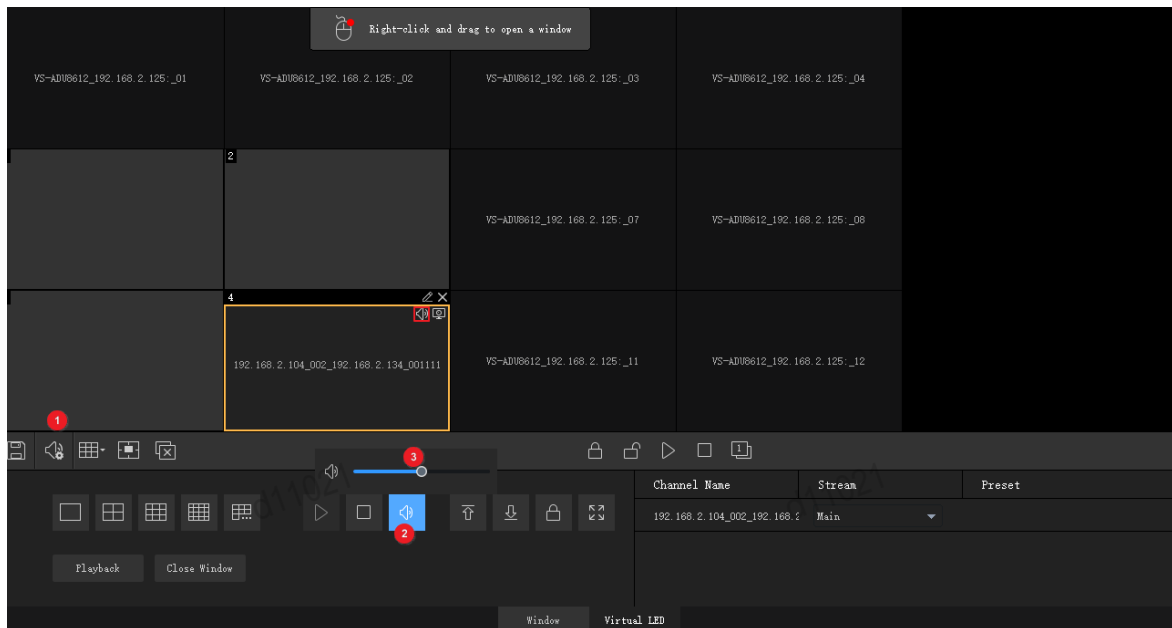 Right-click and drag to open a window
VS-ADU8612_192.168.2.125:_01
VS-ADU8612_192.168.2.125:_02
VS-ADU8612_192.168.2.125:_03
VS-ADU8612_192.168.2.125:_04
2
VS-ADU8612_192.168.2.125:_07
VS-ADU8612_192.168.2.125:_08
4
192.168.2.104_002_192.168.2.134_001111
VS-ADU8612_192.168.2.125:_11
VS-ADU8612_192.168.2.125:_12
1
1
3
Channel Name
Stream
Preset
d11021
d11021
192.168.2.104_002_192.168.2
Main
2
Playback
Close Window
Window
Virtual LED